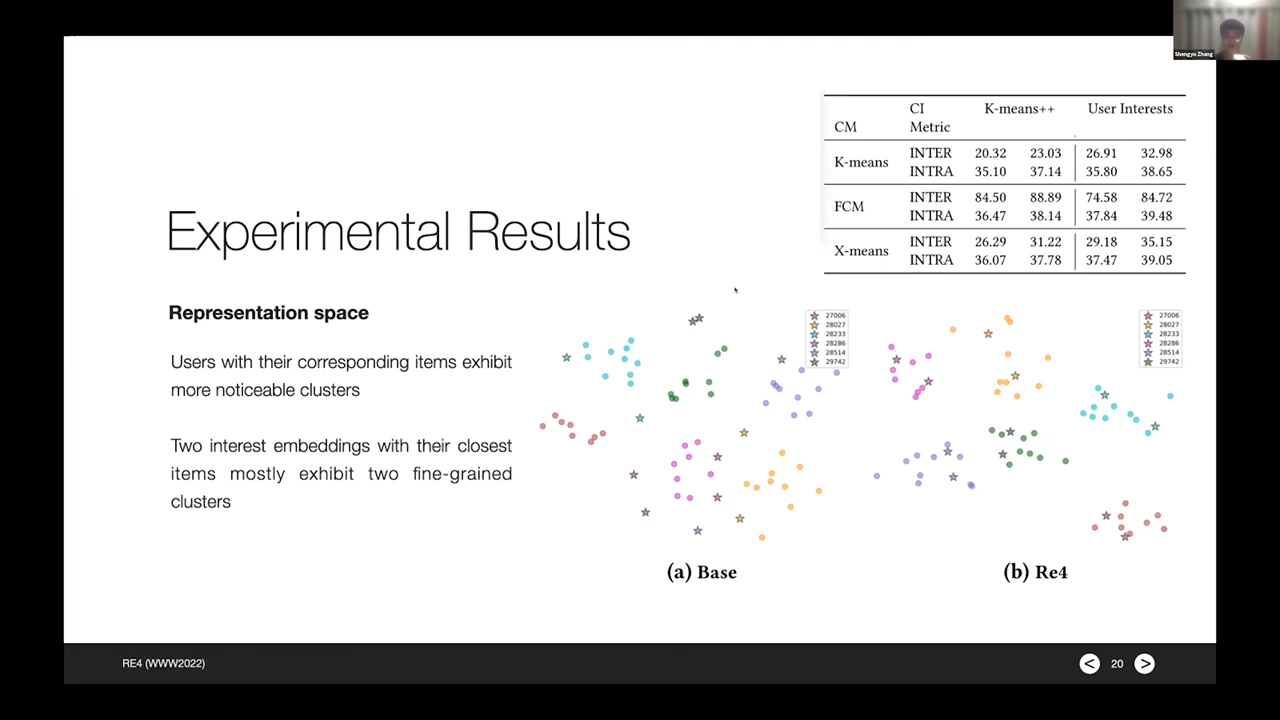 Shengyu Zhang
CI K-means++ User Interests
CM Metric
K-means INTER 20.32 23.03 26.91 32.98
INTRA 35.10 37.14 35.80 38.65
FCM INTER 84.50 88.89 74.58 84.72
INTRA 36.47 38.14 37.84 39.48
X-means INTER 26.29 31.22 29.18 35.15
INTRA 36.07 37.78 37.47 39.05
Experimental Results
Representation space
Users with their corresponding items exhibit
more noticeable clusters
Two interest embeddings with their closest
items mostly exhibit two fine-grained
clusters
27006
28027
28233
28286
28514
29742
(a) Base
27006
28027
28233
28286
28514
29742
(b) Re4
RE4 (WWW2022)
< 20 >